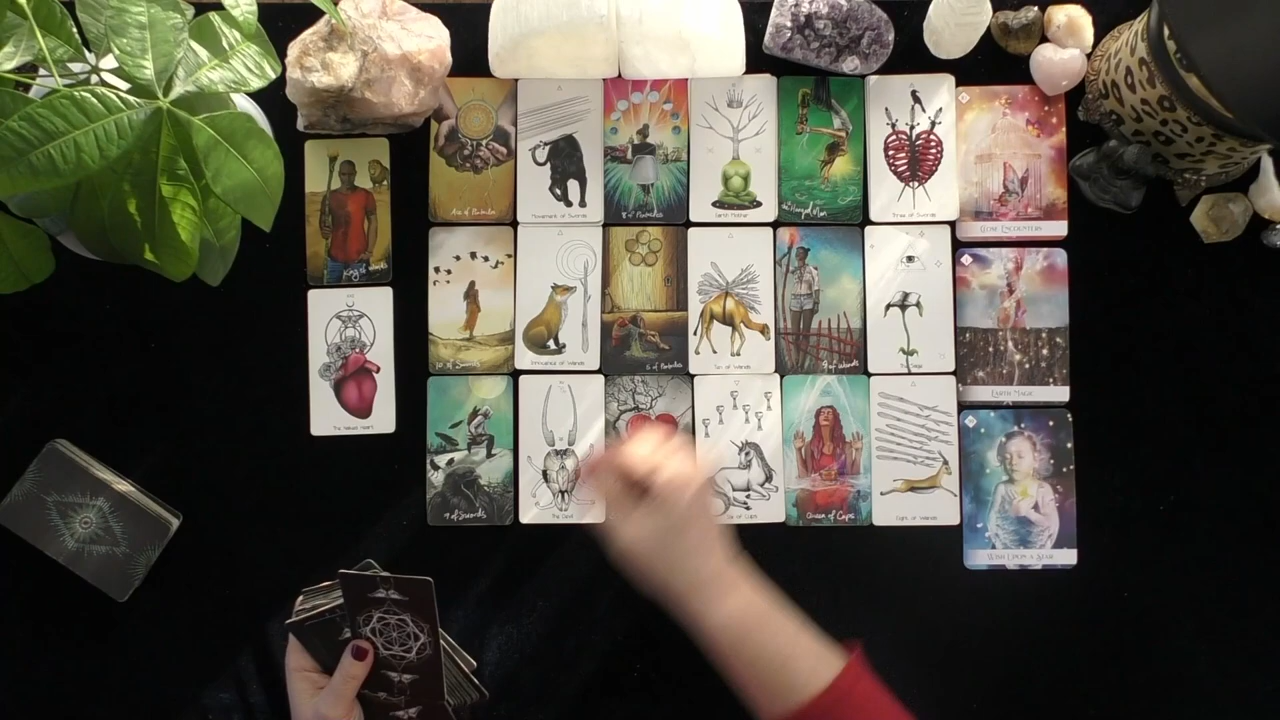 King of Wands
The Naked Heart
Ace of Pentacles
Movement of Swords
8 of Pentacles
Earth Mother
The Hanged Man
Three of Swords
Close Encounters
10 of Swords
Innocence of Wands
5 of Pentacles
Ten of Wands
9 of Wands
The Sage
Earth Magic
9 of Swords
The Devil
of Cups
Queen of Cups
Eight of Wands
Wish Upon a Star